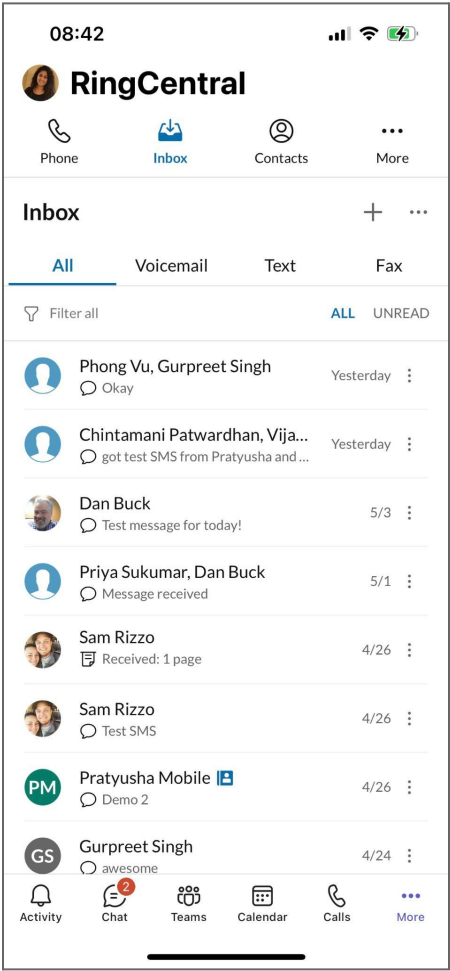 08:42
RingCentral
Phone
Inbox
Contacts
More
Inbox
All
Voicemail
Text
Fax
Filter all
ALL
UNREAD
Phong Vu, Gurpreet Singh
Yesterday
Okay
Chintamani Patwardhan, Vija...
Yesterday
got test SMS from Pratyusha and ...
Dan Buck
5/3
Test message for today!
Priya Sukumar, Dan Buck
5/1
Message received
Sam Rizzo
4/26
Received: 1 page
Sam Rizzo
4/26
Test SMS
PM
Pratyusha Mobile
4/26
Demo 2
GS
Gurpreet Singh
4/24
awesome
2
Activity
Chat
Teams
Calendar
Calls
More